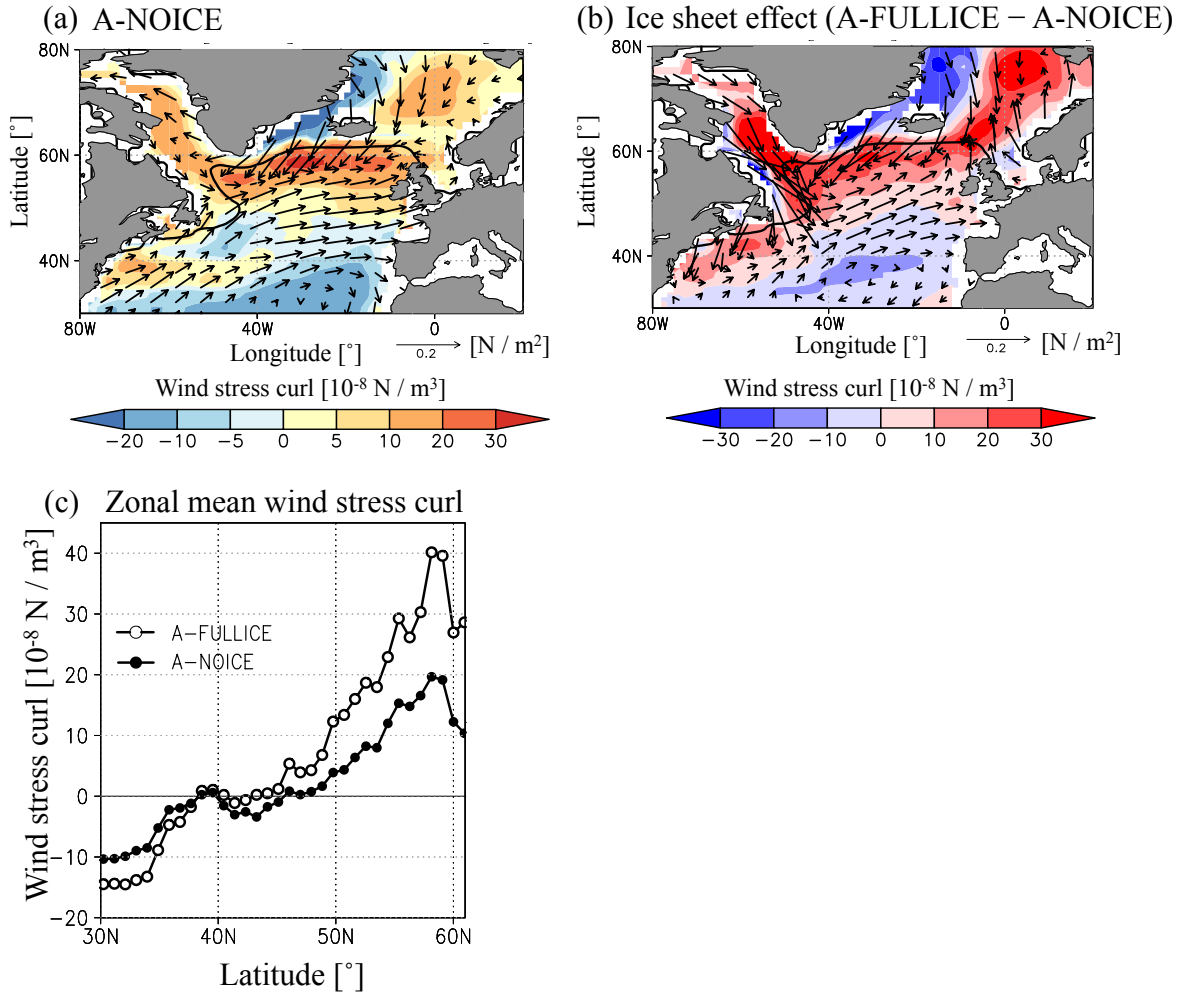 (a) A-NOICE
80N
60N
40N
80W 40W 0
Latitude [˚]
Longitude [˚]
0.2 [N / m²]
Wind stress curl [10⁻⁸ N / m³]
−20 −10 −5 0 5 10 20 30
(b) Ice sheet effect (A-FULLICE − A-NOICE)
80N
60N
40N
80W 40W 0
Latitude [˚]
Longitude [˚]
0.2 [N / m²]
Wind stress curl [10⁻⁸ N / m³]
−30 −20 −10 0 10 20 30
(c) Zonal mean wind stress curl
Wind stress curl [10⁻⁸ N / m³]
40
30
20
10
0
−10
−20
A−FULLICE
A−NOICE
30N 40N 50N 60N
Latitude [˚]